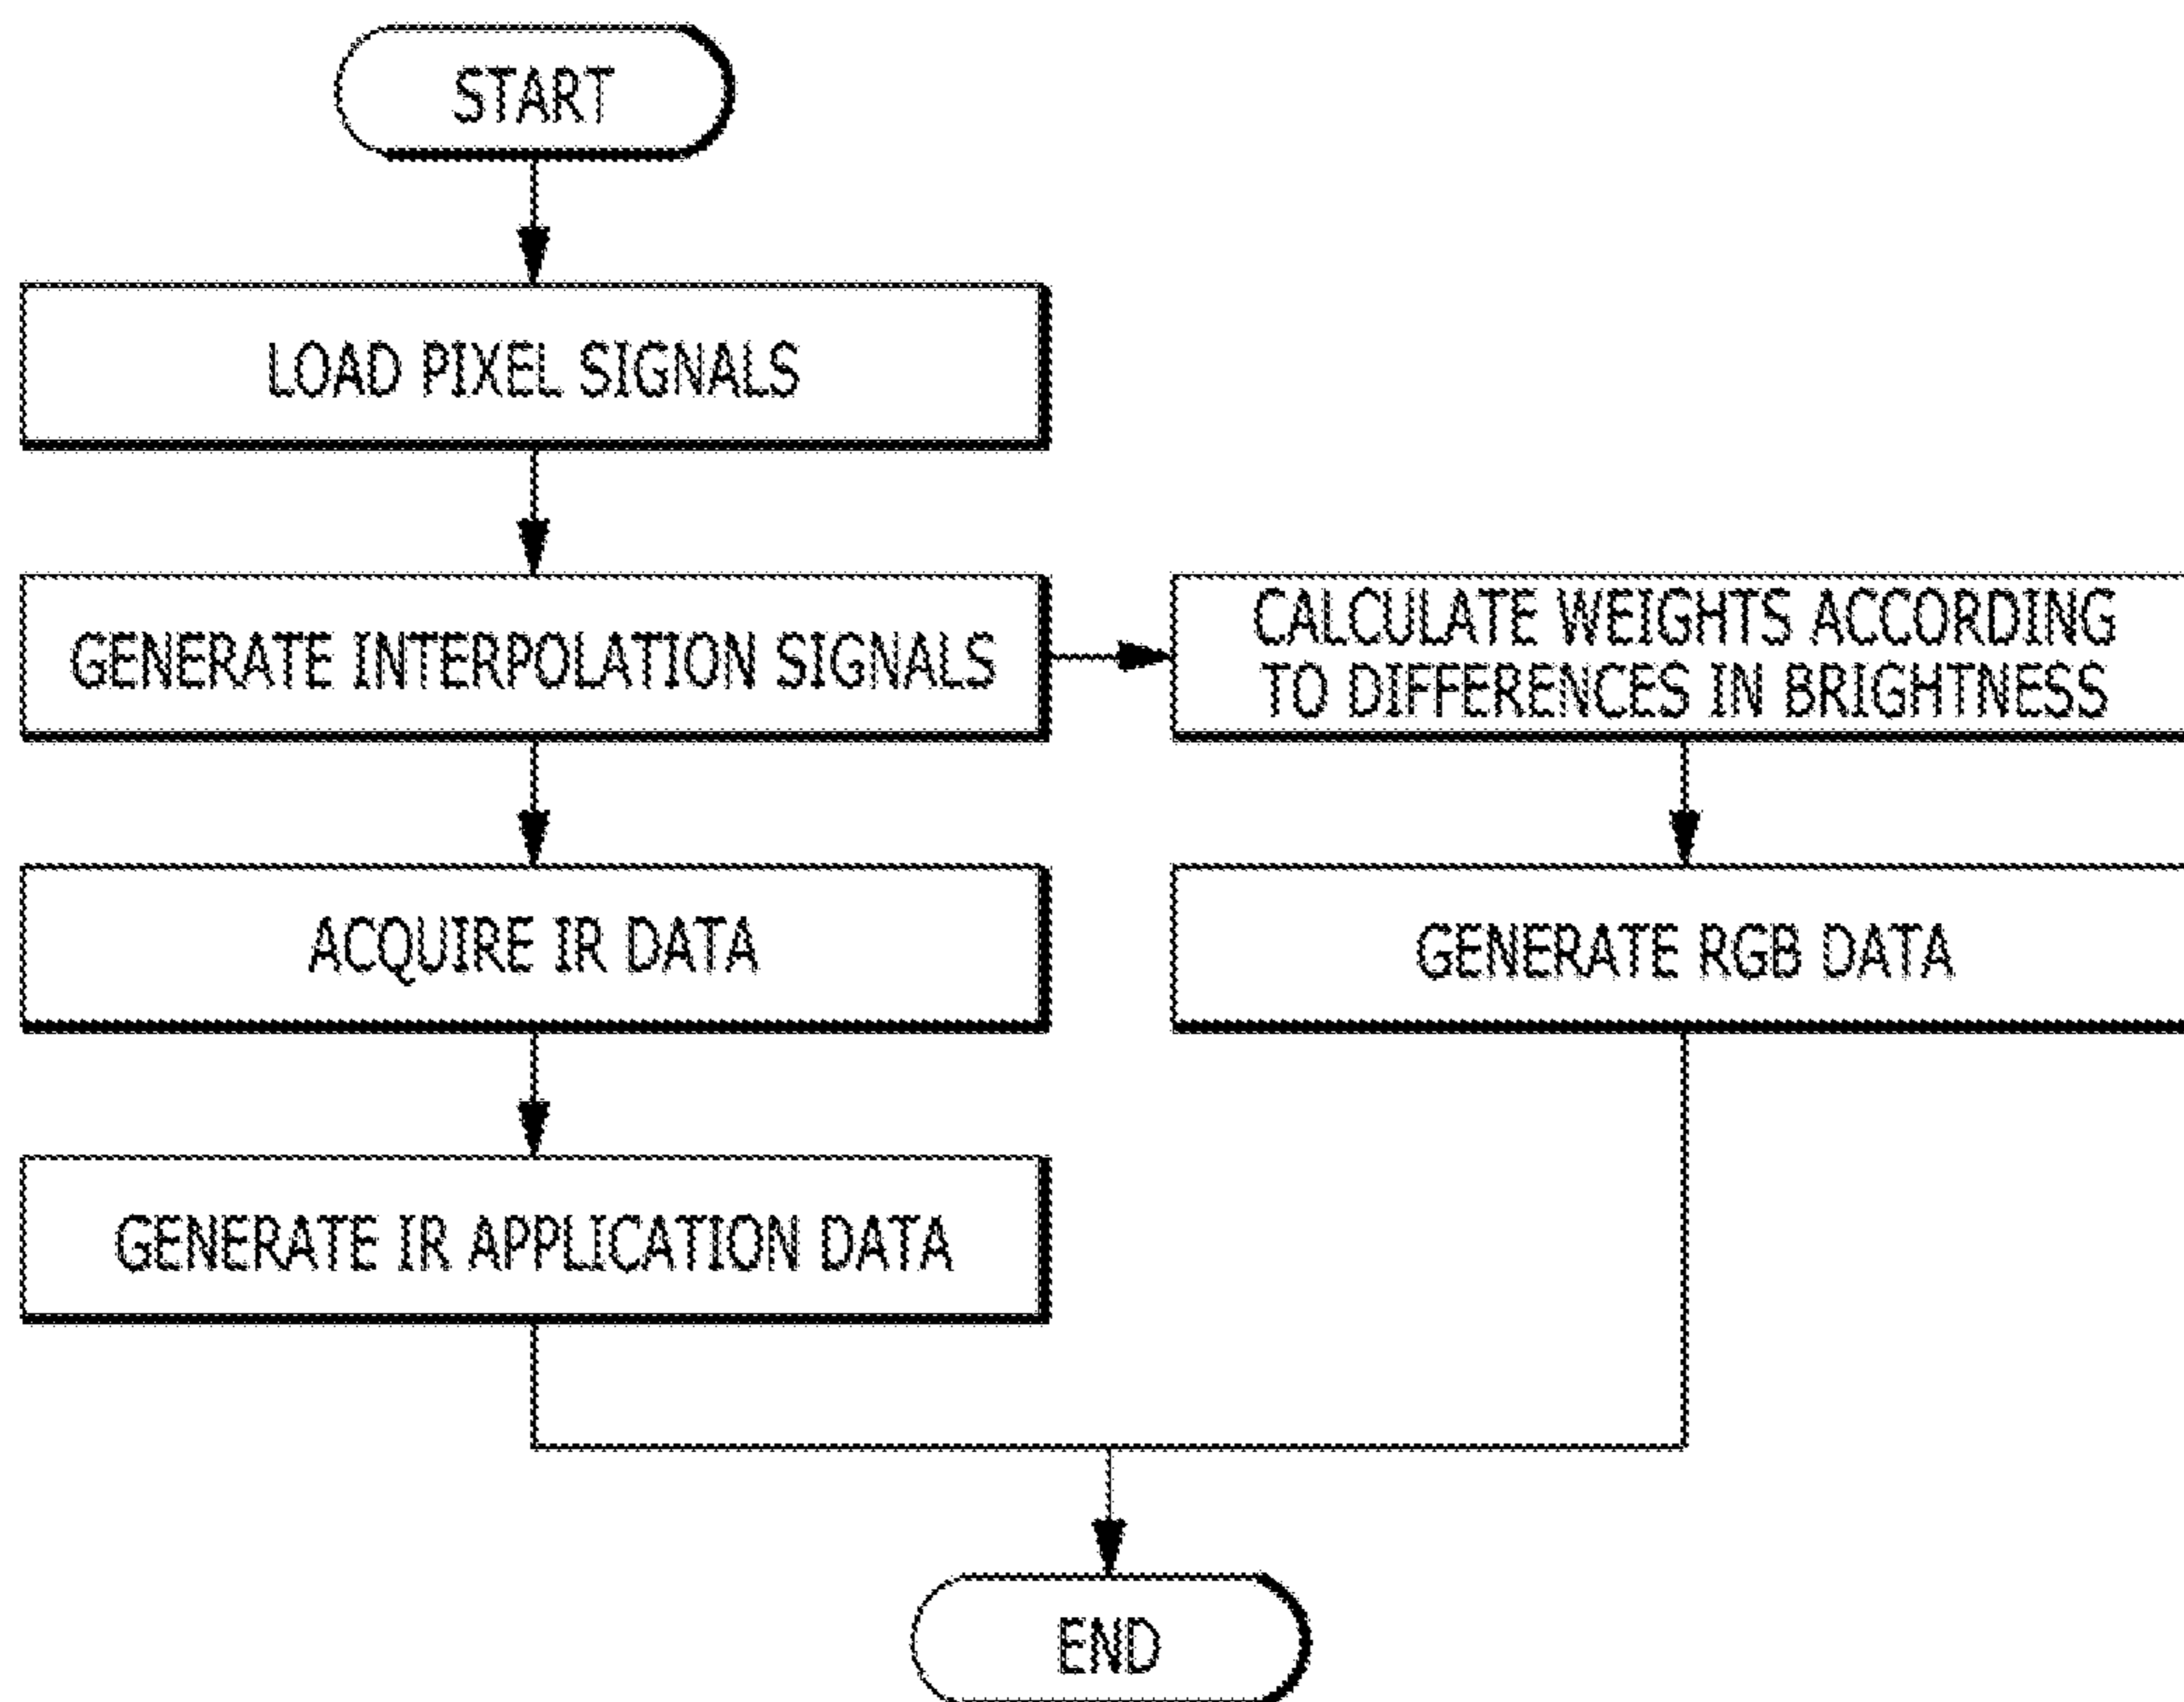 START
LOAD PIXEL SIGNALS
GENERATE INTERPOLATION SIGNALS
CALCULATE WEIGHTS ACCORDING
TO DIFFERENCES IN BRIGHTNESS
ACQUIRE IR DATA
GENERATE RGB DATA
GENERATE IR APPLICATION DATA
END